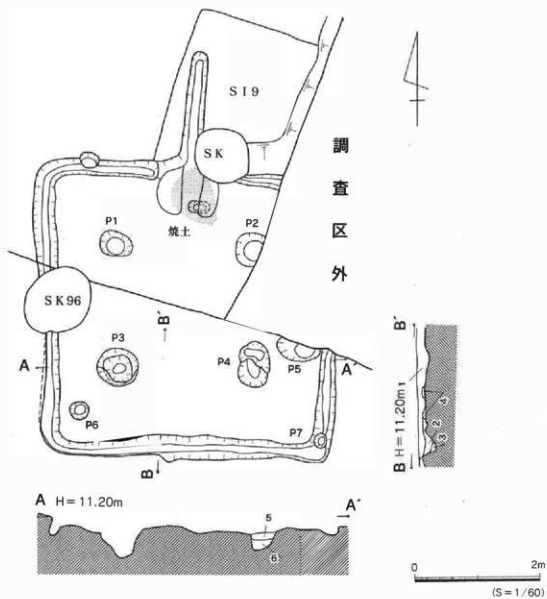 SI9
SK
調査区外
P1
P2
焼土
SK96
B´
P3
P4
P5
A
A´
P6
P7
B
B´
B H=11.20m
1
2
3
4
A H=11.20m
A´
5
6
0
2m
(S=1/60)